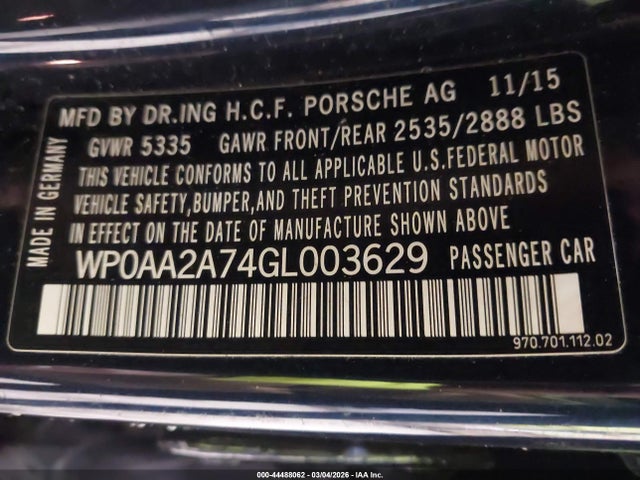 MFD BY DR.ING H.C.F. PORSCHE AG 11/15
GVWR 5335 GAWR FRONT/REAR 2535/2888 LBS
THIS VEHICLE CONFORMS TO ALL APPLICABLE U.S.FEDERAL MOTOR
VEHICLE SAFETY,BUMPER,AND THEFT PREVENTION STANDARDS
IN EFFECT ON THE DATE OF MANUFACTURE SHOWN ABOVE
WP0AA2A74GL003629 PASSENGER CAR
MADE IN GERMANY
970.701.112.02
000-44488062 - 03/04/2026 - IAA Inc.